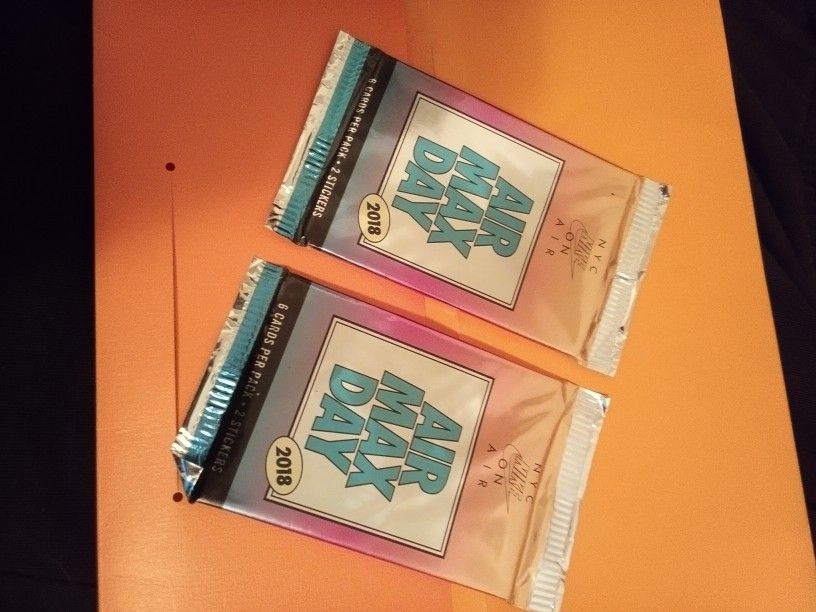 NYC
ON
AIR
AIR
MAX
DAY
2018
6 CARDS PER PACK • 2 STICKERS
NYC
ON
AIR
AIR
MAX
DAY
2018
6 CARDS PER PACK • 2 STICKERS